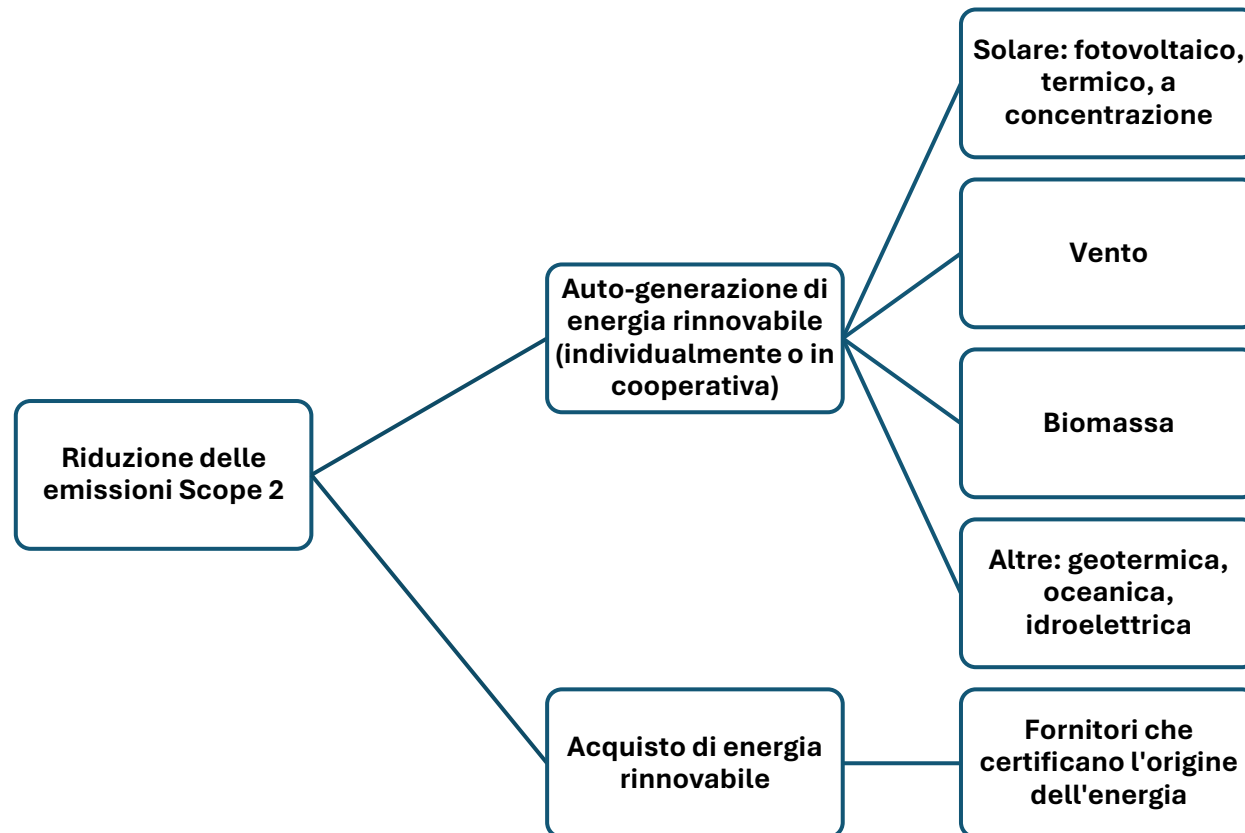 Riduzione delle
emissioni Scope 2
Auto-generazione di
energia rinnovabile
(individualmente o in
cooperativa)
Solare: fotovoltaico,
termico, a
concentrazione
Vento
Biomassa
Altre: geotermica,
oceanica,
idroelettrica
Acquisto di energia
rinnovabile
Fornitori che
certificano l'origine
dell'energia